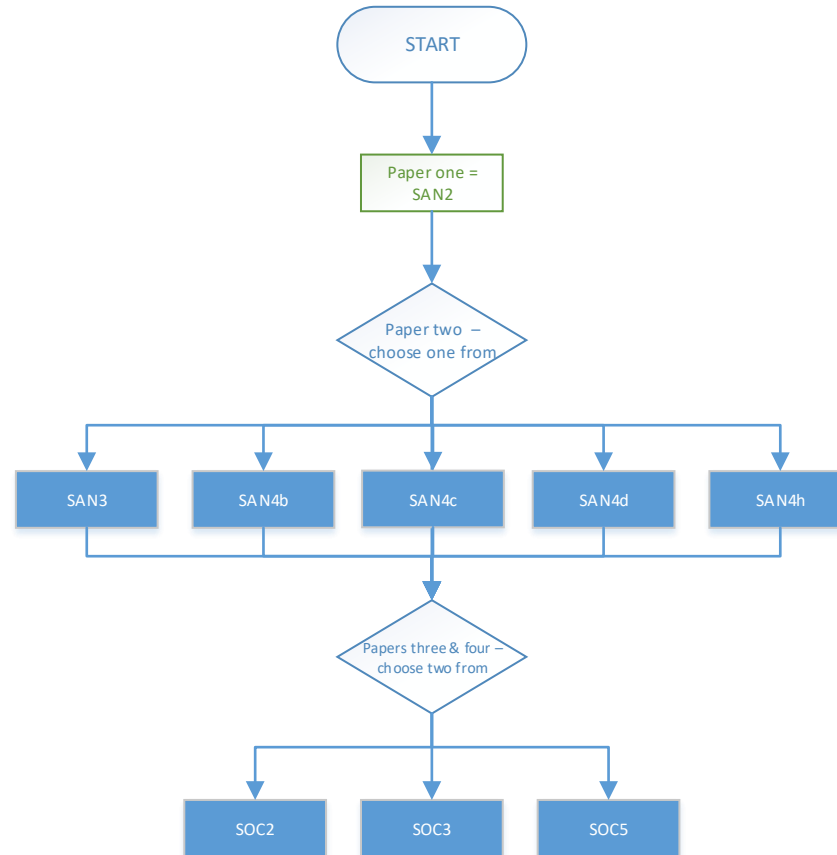 START
Paper one =
SAN2
Paper two –
choose one from
SAN3
SAN4b
SAN4c
SAN4d
SAN4h
Papers three & four –
choose two from
SOC2
SOC3
SOC5